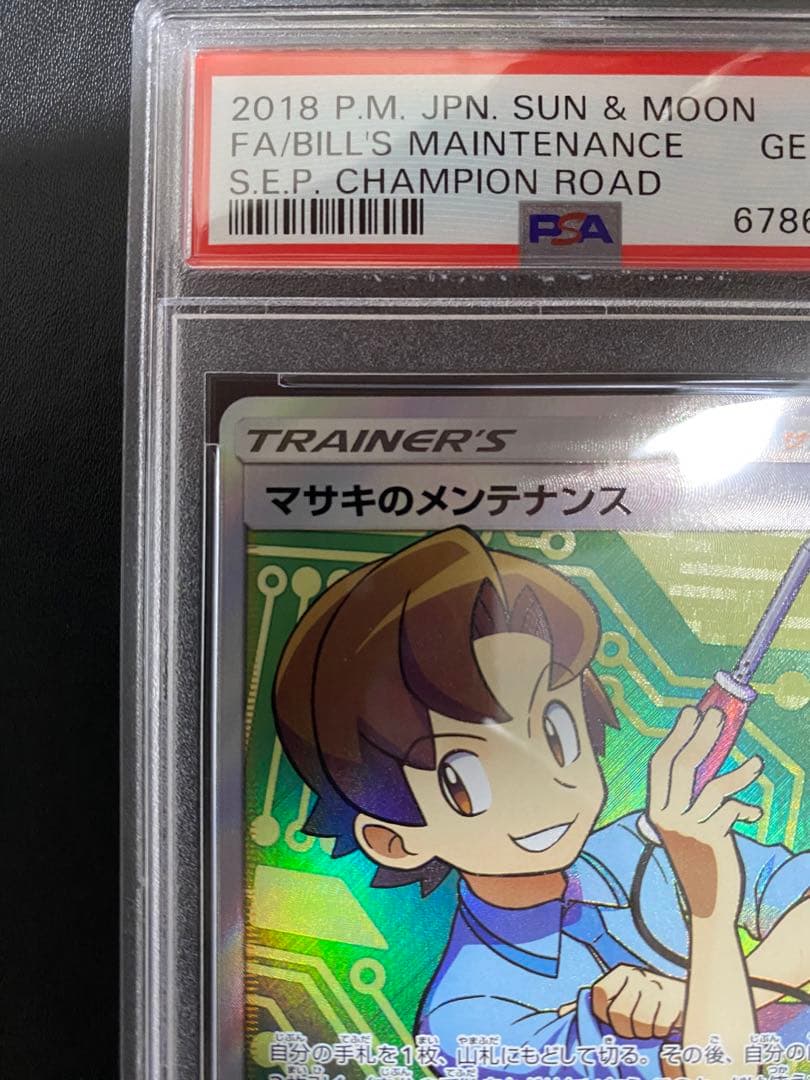 2018 P.M. JPN. SUN & MOON
FA/BILL'S MAINTENANCE GE
S.E.P. CHAMPION ROAD
PSA 6786
TRAINER'S
マサキのメンテナンス
自分の手札を1枚、山札にもどして切る。その後、自分の